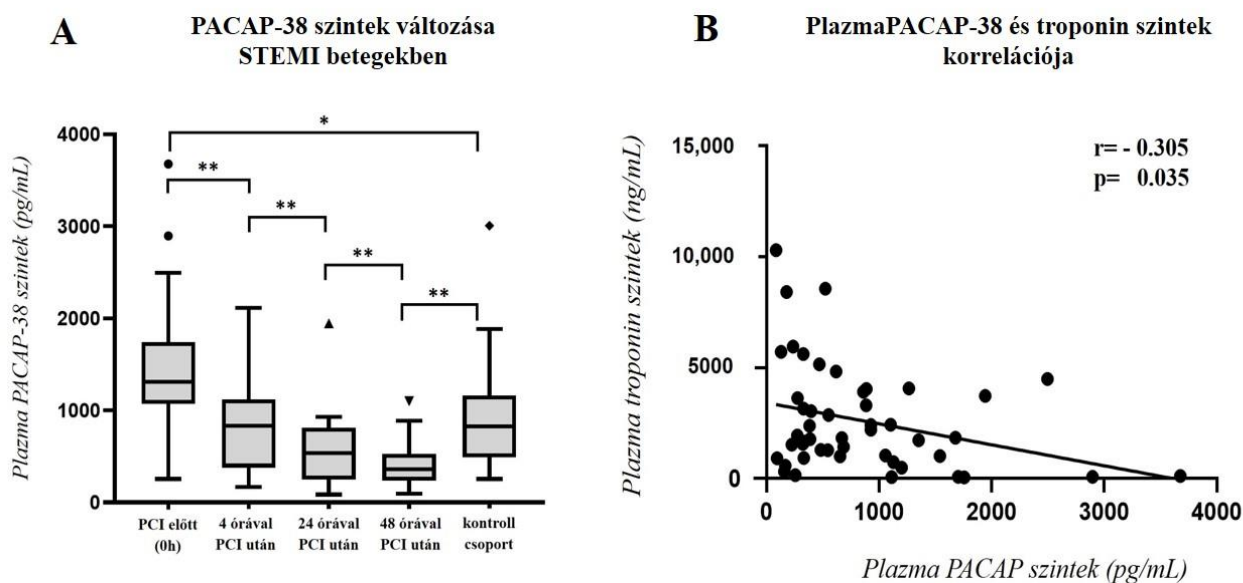 A
PACAP-38 szintek változása
STEMI betegekben
Plazma PACAP-38 szintek (pg/mL)
4000
3000
2000
1000
0
*
**
**
**
**
PCI előtt
(0h)
4 órával
PCI után
24 órával
PCI után
48 órával
PCI után
kontroll
csoport
B
PlazmaPACAP-38 és troponin szintek
korrelációja
Plazma troponin szintek (ng/mL)
15,000
10,000
5000
0
r= - 0.305
p= 0.035
0
1000
2000
3000
4000
Plazma PACAP szintek (pg/mL)